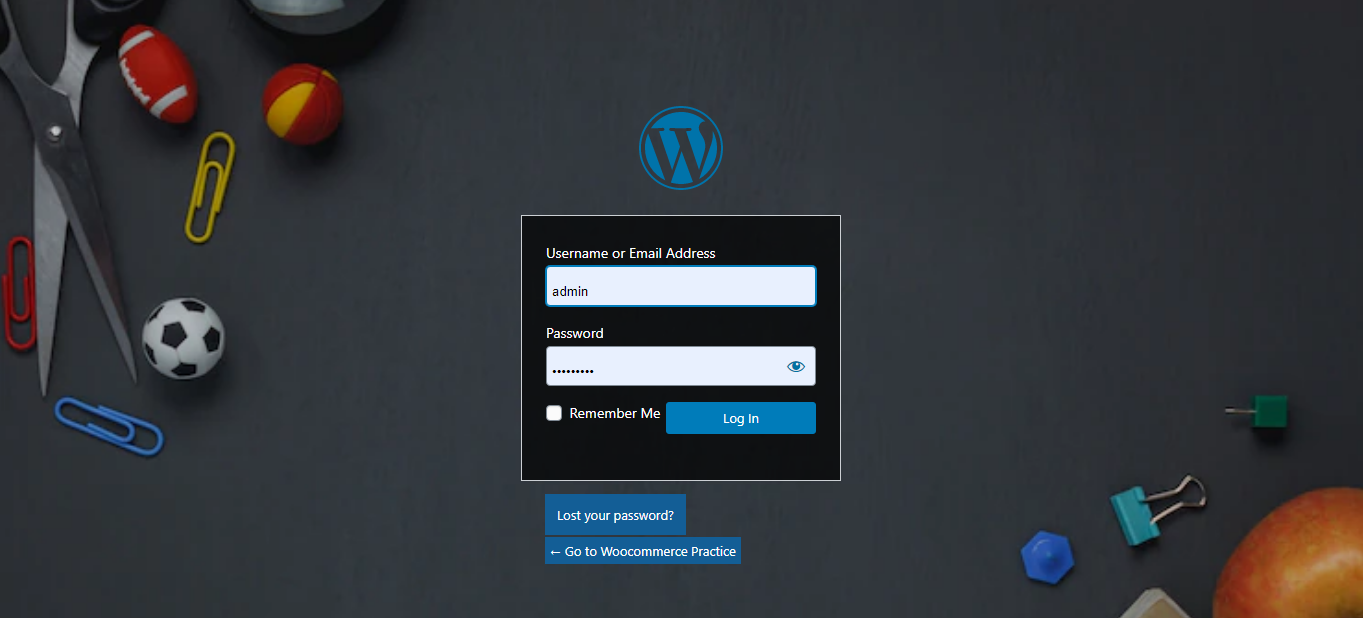 Username or Email Address
admin
Password
•••••••••
Remember Me
Log In
Lost your password?
← Go to Woocommerce Practice